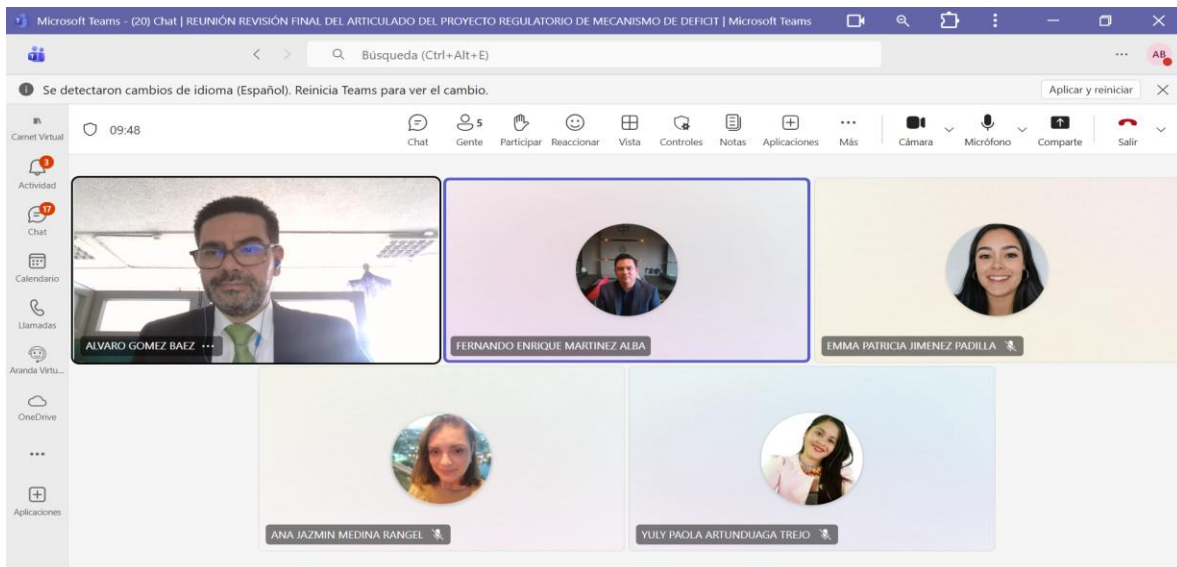 Microsoft Teams - (20) Chat | REUNIÓN REVISIÓN FINAL DEL ARTICULADO DEL PROYECTO REGULATORIO DE MECANISMO DE DEFICIT | Microsoft Teams
Búsqueda (Ctrl+Alt+E)
AB
Se detectaron cambios de idioma (Español). Reinicia Teams para ver el cambio.
Aplicar y reiniciar
Carnet Virtual
09:48
Chat
5
Gente
Participar
Reaccionar
Vista
Controles
Notas
Aplicaciones
Más
Cámara
Micrófono
Comparte
Salir
3
Actividad
17
Chat
Calendario
Llamadas
Aranda Virtu...
OneDrive
Aplicaciones
ALVARO GOMEZ BAEZ ...
FERNANDO ENRIQUE MARTINEZ ALBA
EMMA PATRICIA JIMENEZ PADILLA
ANA JAZMIN MEDINA RANGEL
YULY PAOLA ARTUNDUAGA TREJO